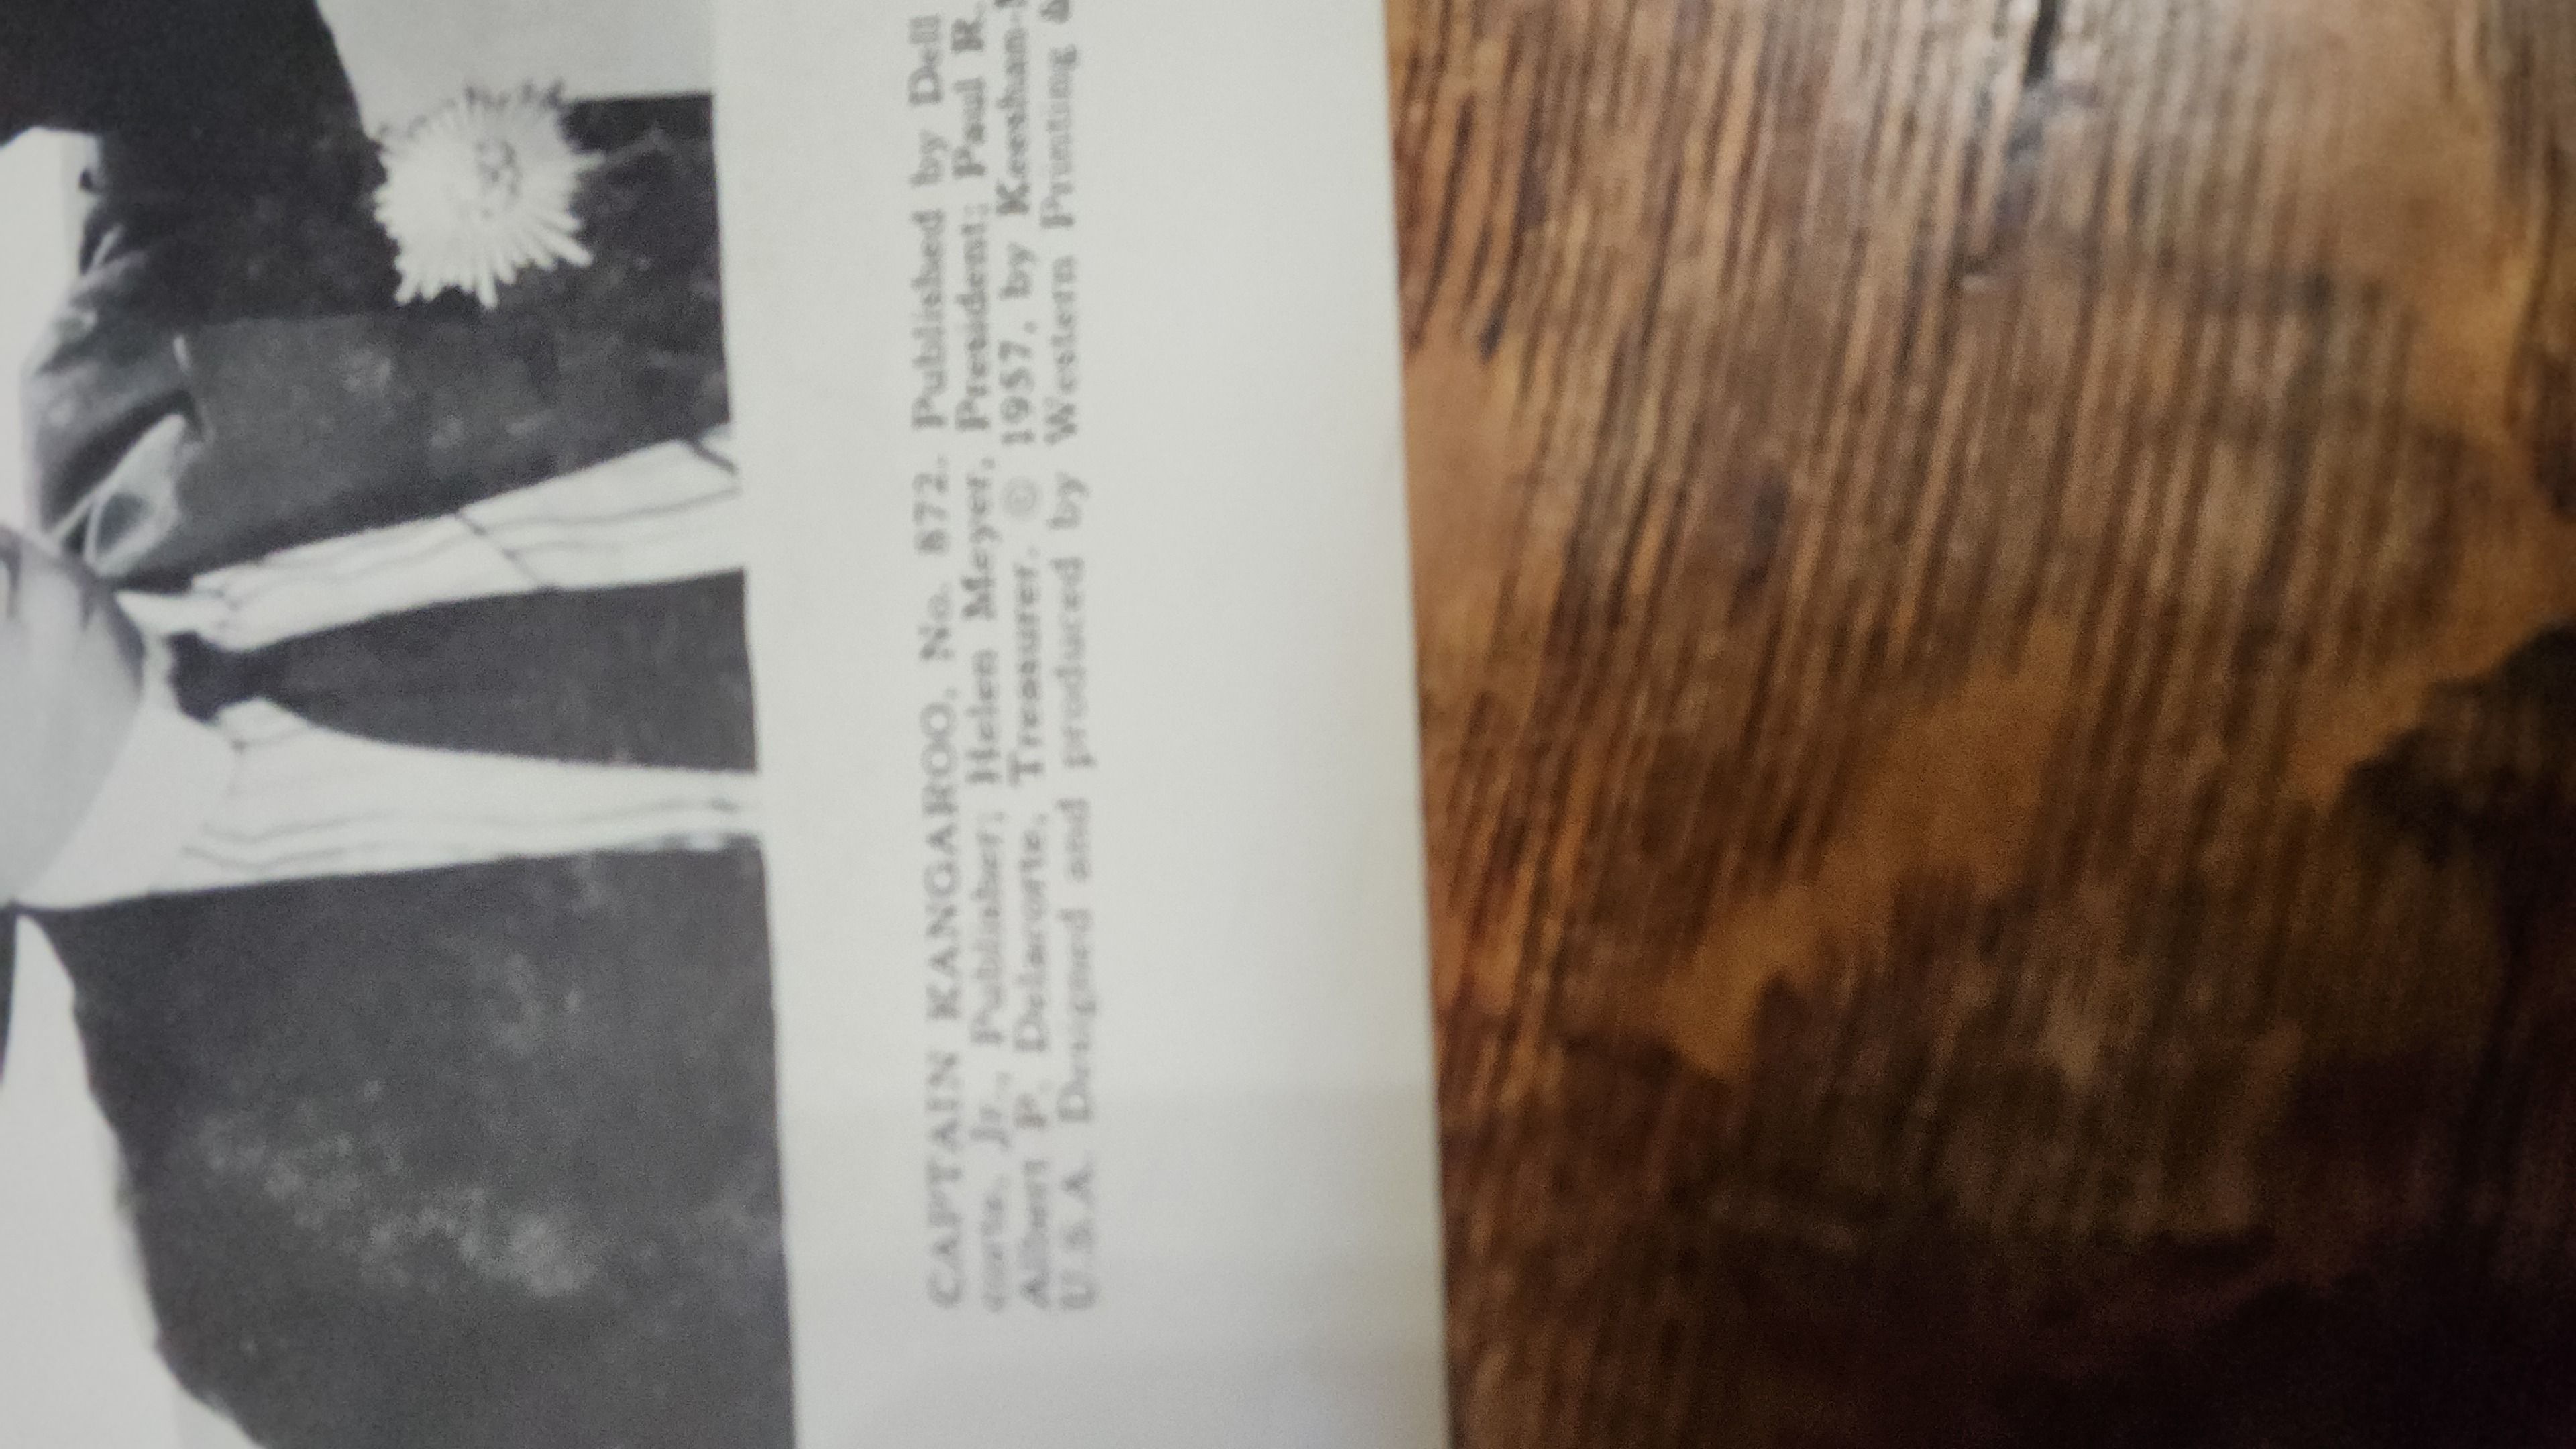 CAPTAIN KANGAROO, No. 872. Published by Dell
corte, Jr., Publisher; Helen Meyer, President; Paul R.
Albert P. Delacorte, Treasurer. © 1957, by Keesham-
U.S.A. Designed and produced by Western Printing &